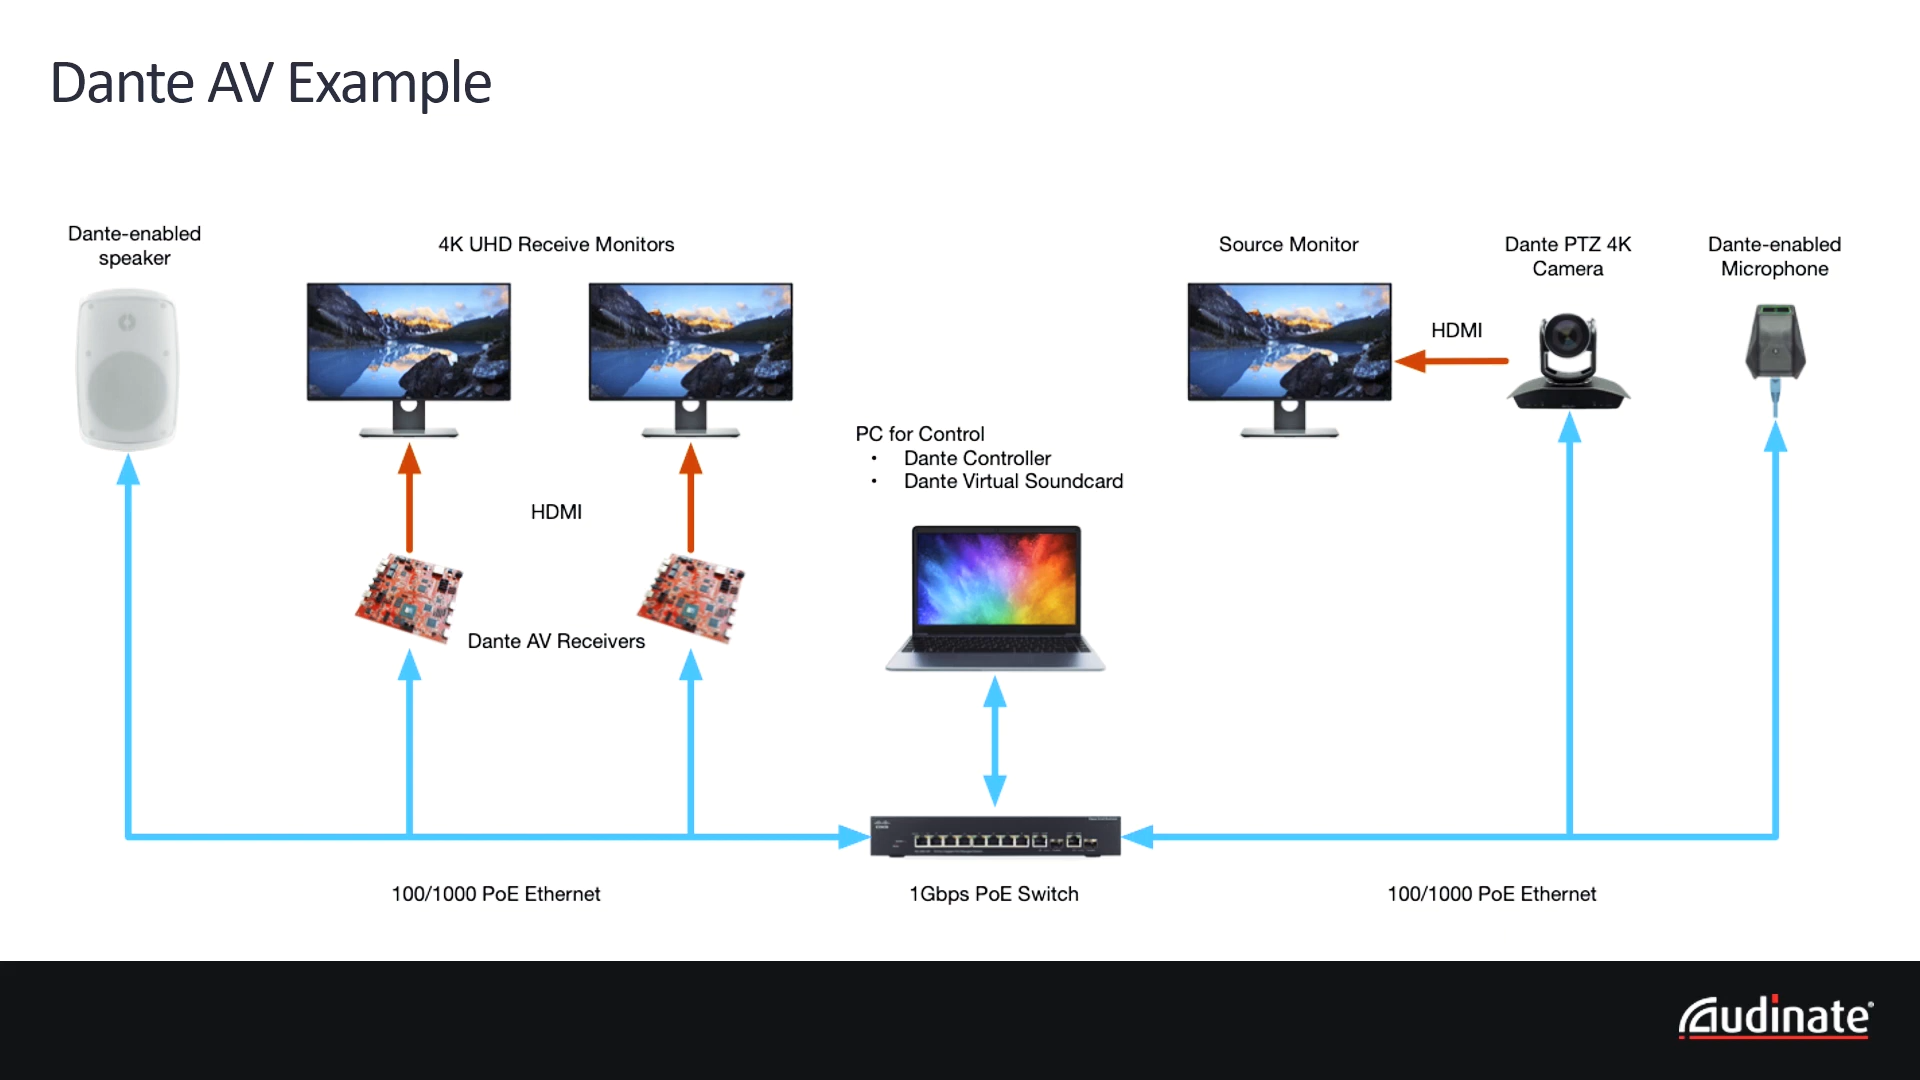 Dante AV Example
Dante-enabled
speaker
4K UHD Receive Monitors
Source Monitor
Dante PTZ 4K
Camera
Dante-enabled
Microphone
HDMI
PC for Control
• Dante Controller
• Dante Virtual Soundcard
HDMI
Dante AV Receivers
100/1000 PoE Ethernet
1Gbps PoE Switch
100/1000 PoE Ethernet
Audinate